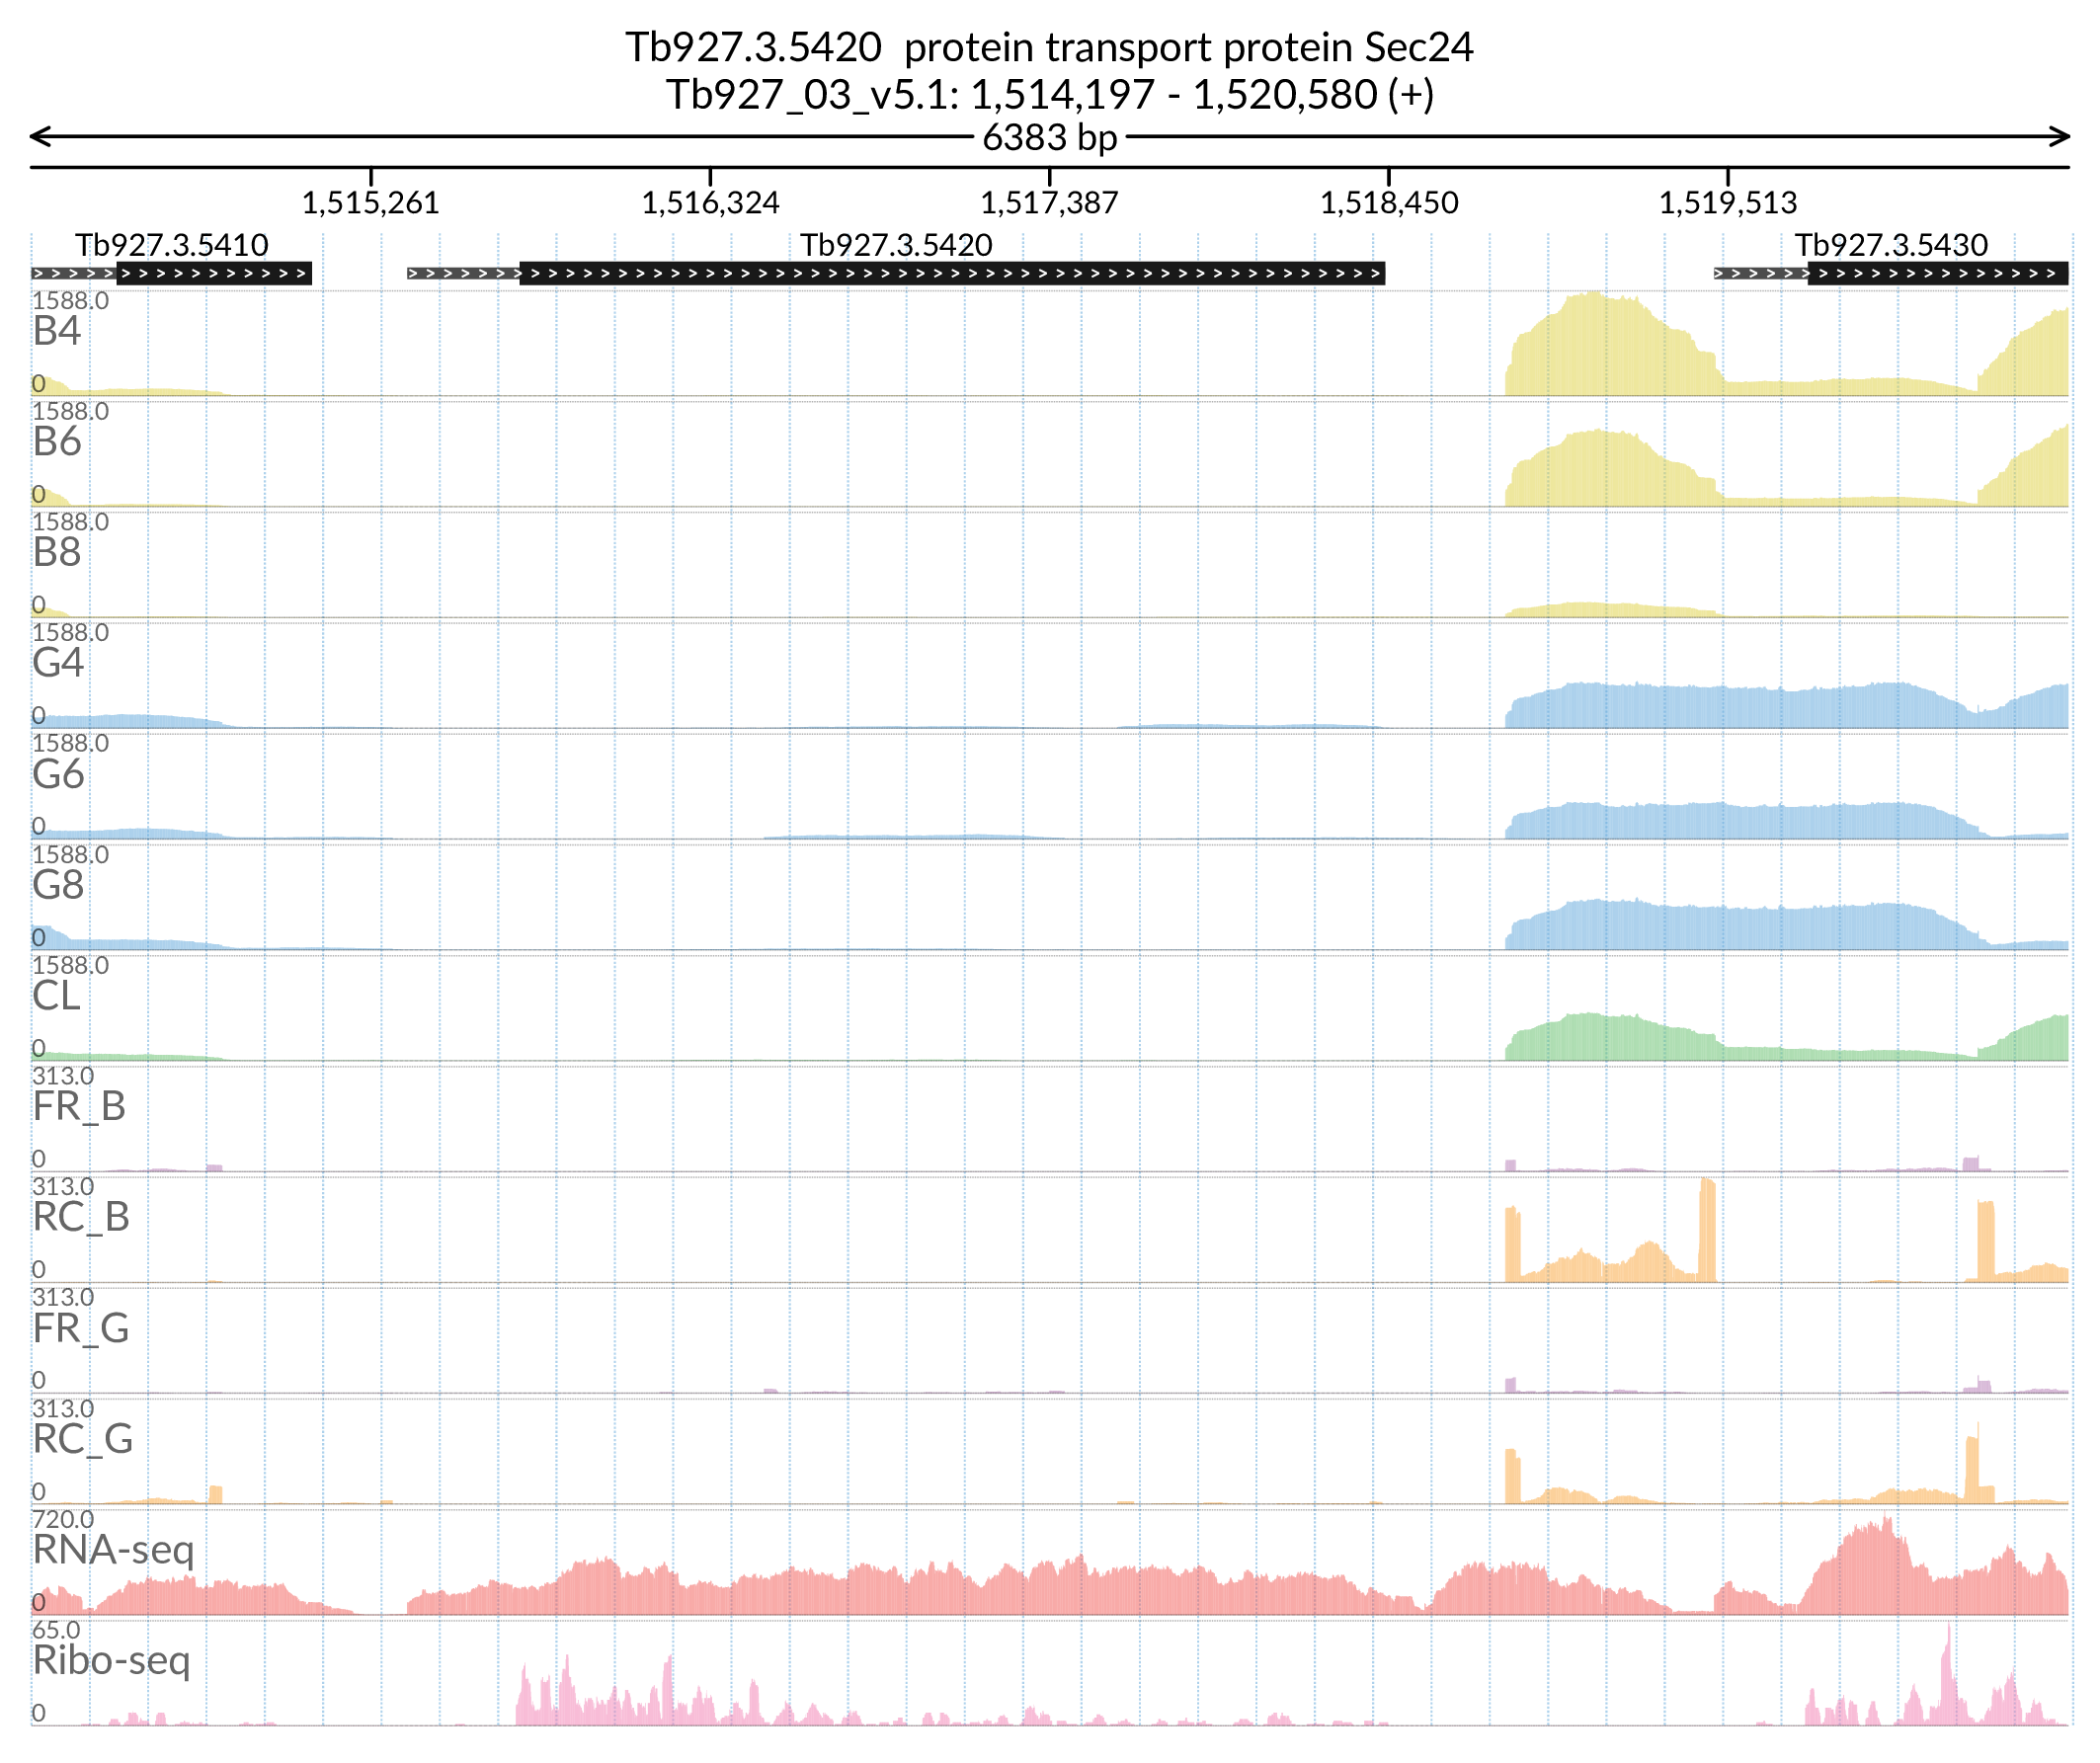 Tb927.3.5420  protein transport protein Sec24
Tb927_03_v5.1: 1,514,197 - 1,520,580 (+)
6383 bp
1,515,261 1,516,324 1,517,387 1,518,450 1,519,513
Tb927.3.5410 Tb927.3.5420 Tb927.3.5430
1588.0
B4
0
1588.0
B6
0
1588.0
B8
0
1588.0
G4
0
1588.0
G6
0
1588.0
G8
0
1588.0
CL
0
313.0
FR_B
0
313.0
RC_B
0
313.0
FR_G
0
313.0
RC_G
0
720.0
RNA-seq
0
65.0
Ribo-seq
0